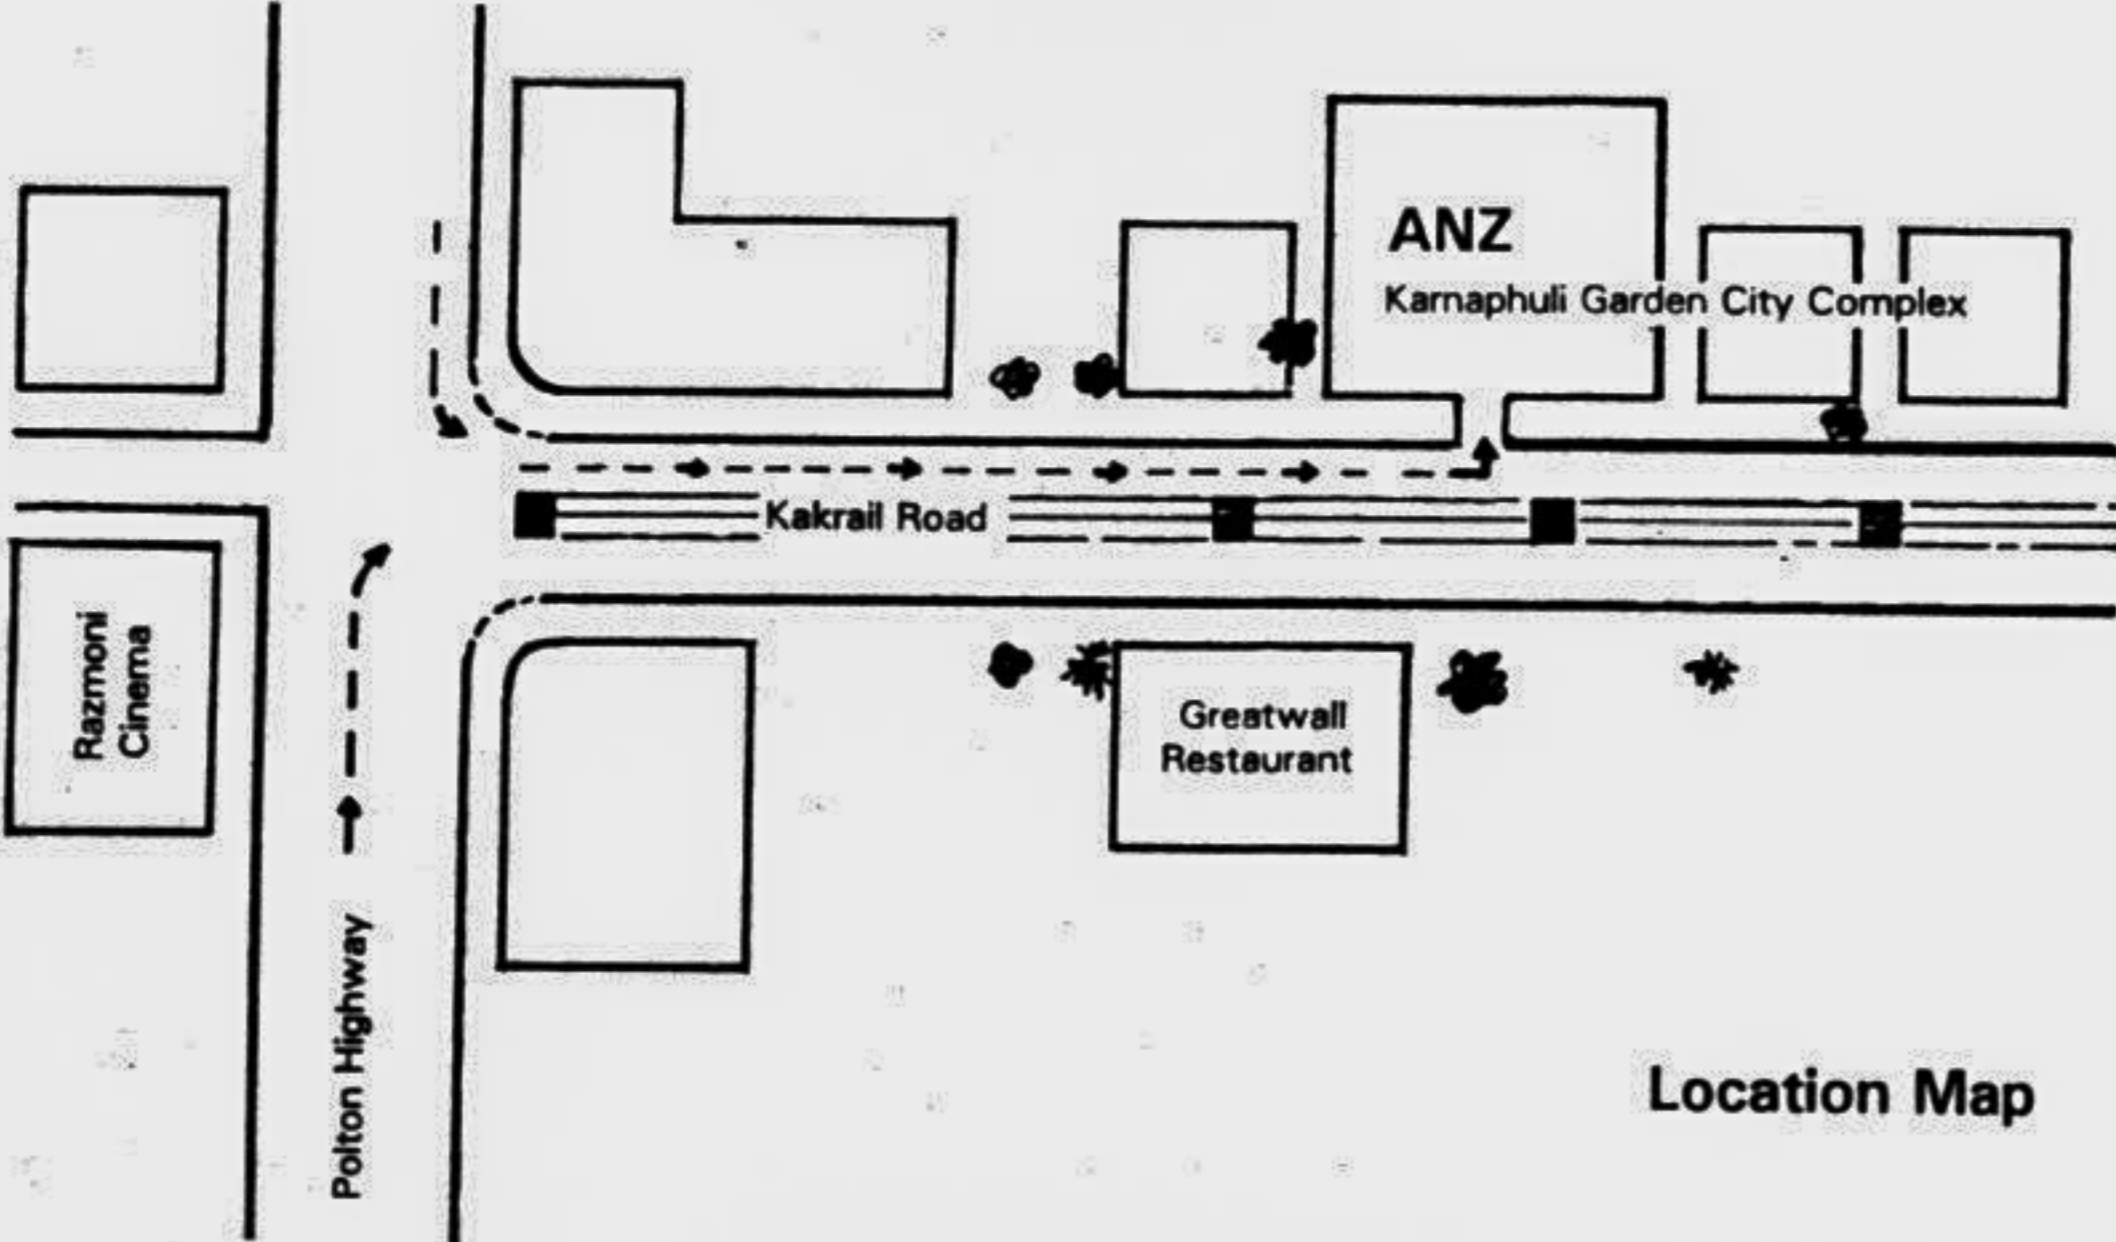 ANZ
Karnaphuli Garden City Complex
Kakrail Road
Razmoni
Cinema
Greatwall
Restaurant
Polton Highway
Location Map